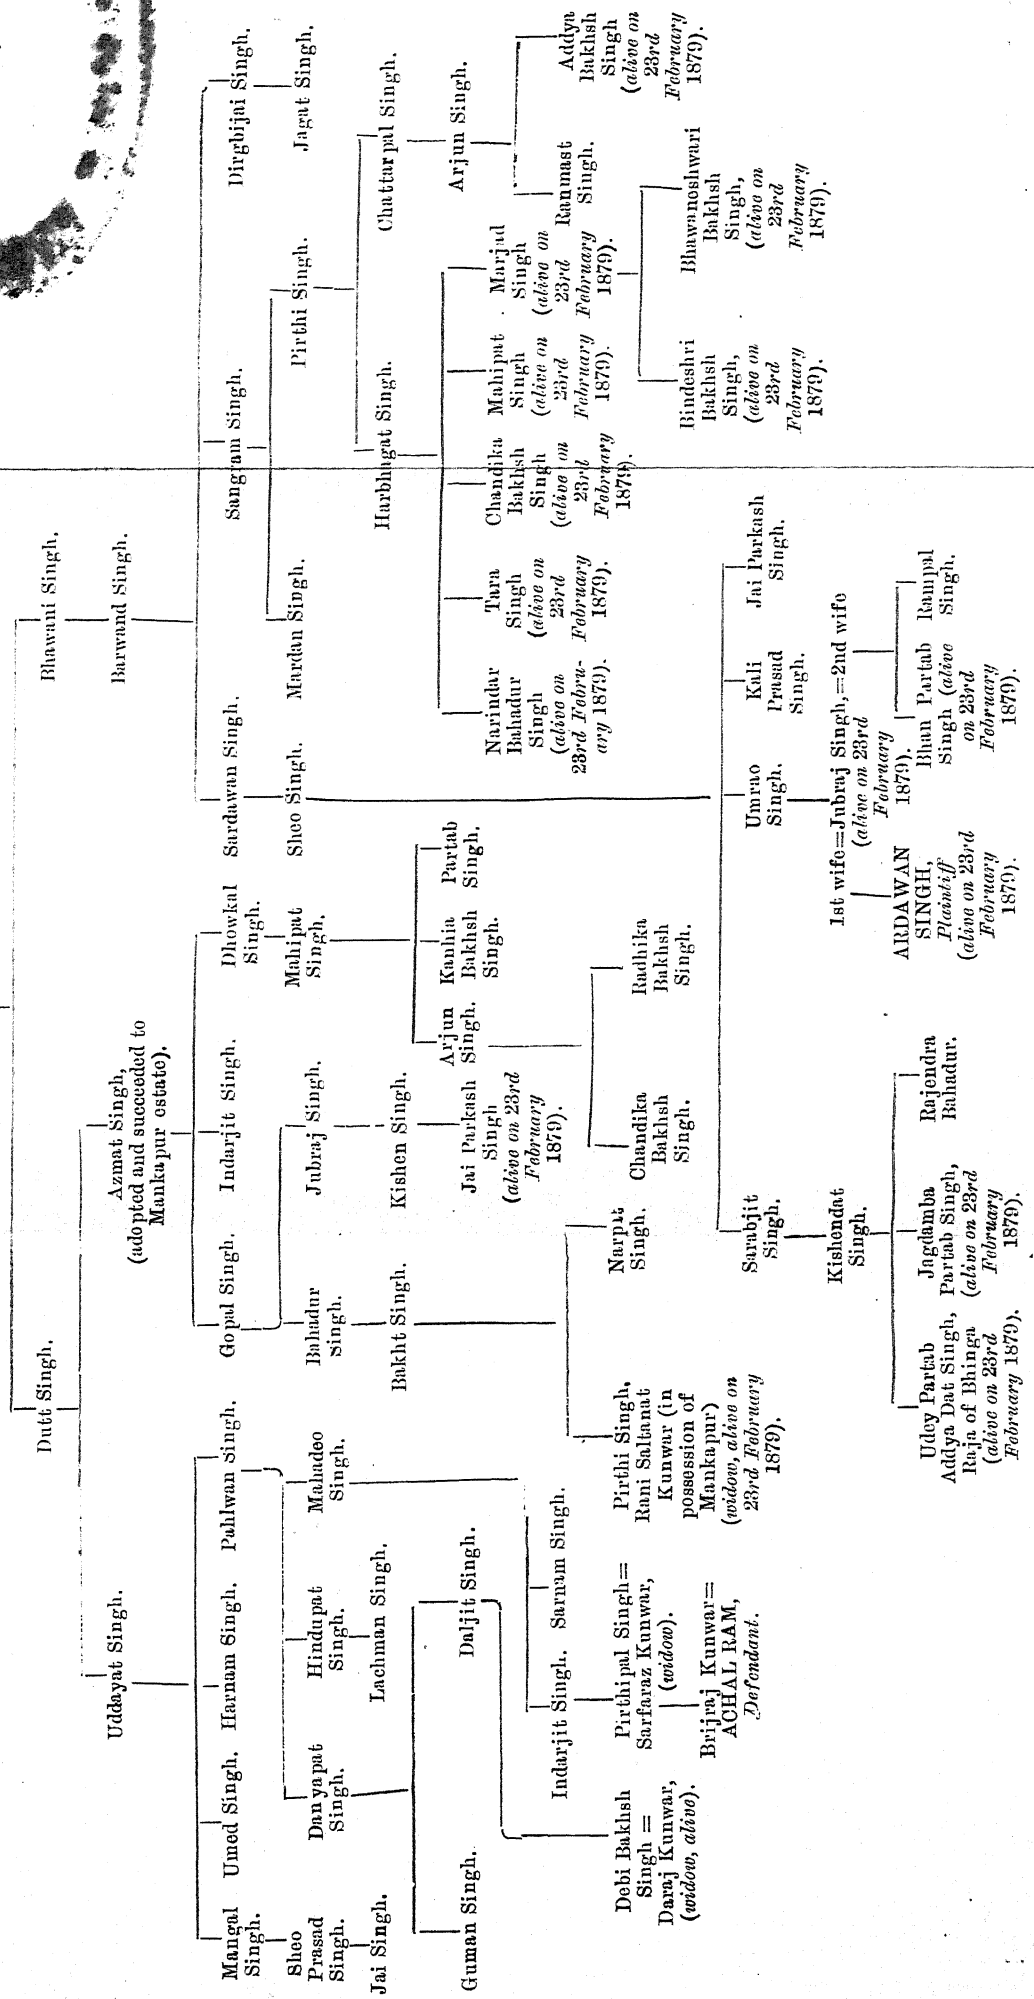 Dutt Singh.
Bhawani Singh.
Uddayat Singh.
Azmat Singh,
(adopted and succeeded to
Mankapur estate).
Barwand Singh.
Mangal
Singh.
Umed Singh.
Harnam Singh.
Pahlwan Singh.
Gopal Singh.
Indarjit Singh.
Dhowkal
Singh.
Sardawan Singh.
Sangram Singh.
Dirgbijai Singh.
Sheo
Prasad
Singh.
Danyapat
Singh.
Hindupat
Singh.
Mahadeo
Singh.
Bahadur
Singh.
Jubraj Singh.
Mahipat
Singh.
Sheo Singh.
Mardan Singh.
Pirthi Singh.
Jagat Singh.
Jai Singh.
Lachman Singh.
Bakht Singh.
Kishen Singh.
Harbhagat Singh.
Chattarpal Singh.
Guman Singh.
Daljit Singh.
Jai Parkash
Singh
(alive on 23rd
February
1879).
Arjun
Singh.
Kanhia
Bakhsh
Singh.
Partab
Singh.
Arjun Singh.
Narindar
Bahadur
Singh
(alive on
23rd Febru-
ary 1879).
Tara
Singh
(alive on
23rd
February
1879).
Chandika
Bakhsh
Singh
(alive on
23rd
February
1879).
Mahipat
Singh
(alive on
23rd
February
1879).
Marjad
Singh
(alive on
23rd
February
1879).
Ranmast
Singh.
Addya
Bakhsh
Singh
(alive on
23rd
February
1879).
Indarjit Singh.
Sarnam Singh.
Debi Bakhsh
Singh =
Daraj Kunwar,
(widow, alive).
Pirthipal Singh=
Sarfaraz Kunwar,
(widow).
Pirthi Singh,
Rani Saltanat
Kunwar (in
possession of
Mankapur)
(widow, alive on
23rd February
1879).
Narpit
Singh.
Chandika
Bakhsh
Singh.
Radhika
Bakhsh
Singh.
Bindeshri
Bakhsh
Singh,
(alive on
23rd
February
1879).
Bhawanoshwari
Bakhsh
Singh,
(alive on
23rd
February
1879).
Brijraj Kunwar=
ACHAL RAM,
Defendant.
Sarabjit
Singh.
Umrao
Singh.
Kali
Prasad
Singh.
Jai Parkash
Singh.
Kishendat
Singh.
1st wife=Jubraj Singh,=2nd wife
(alive on 23rd
February
1879).
Udey Partab
Addya Dat Singh,
Raja of Bhinga
(alive on 23rd
February 1879).
Jagdamba
Partab Singh,
(alive on 23rd
February
1879).
Rajendra
Bahadur.
ARDAWAN
SINGH,
Plaintiff
(alive on 23rd
February
1879).
Bhan Partab
Singh (alive
on 23rd
February
1879).
Rampal
Singh.